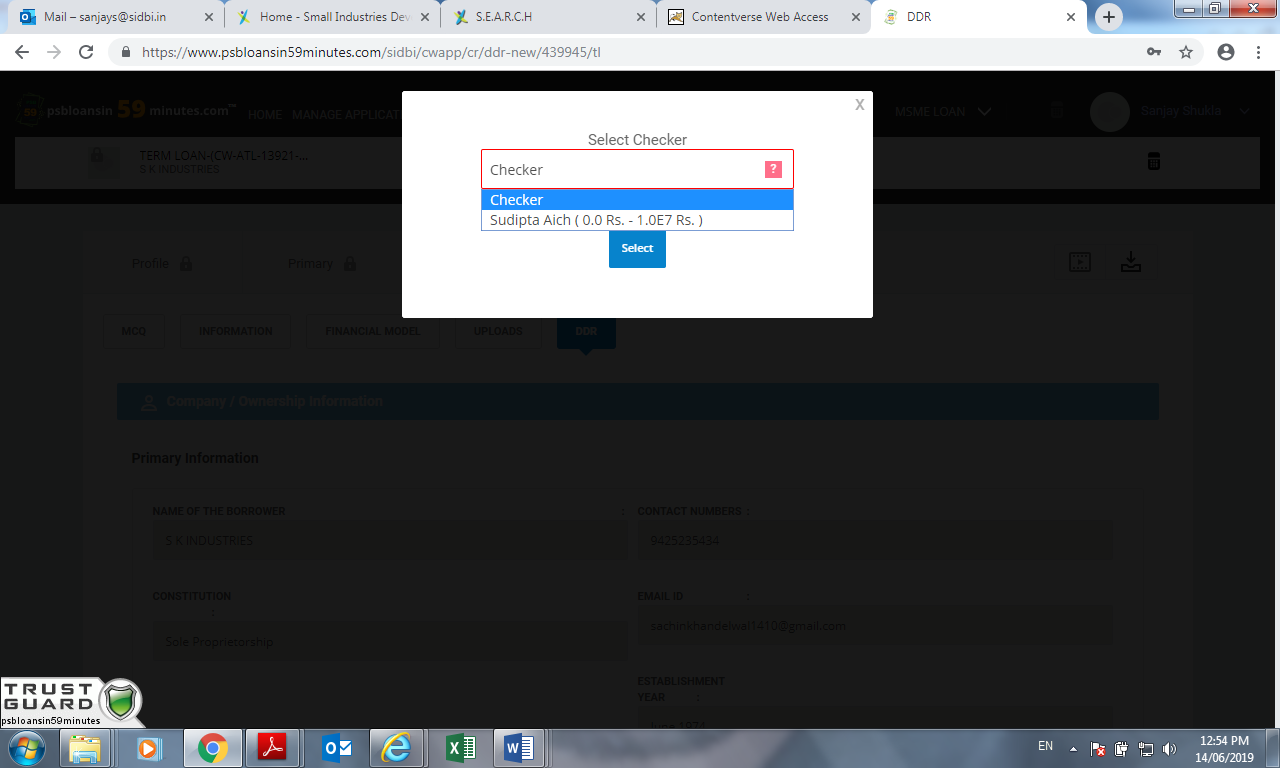 Mail – sanjays@sidbi.in
Home - Small Industries Dev
S.E.A.R.C.H
Contentverse Web Access
DDR
https://www.psbloansin59minutes.com/sidbi/cwapp/cr/ddr-new/439945/tl
psbloansin 59 minutes.com™
HOME
MANAGE APPLICAT
MSME LOAN
Sanjay Shukla
X
TERM LOAN-(CW-ATL-13921-...
S K INDUSTRIES
Select Checker
Checker
?
Checker
Sudipta Aich ( 0.0 Rs. - 1.0E7 Rs. )
Select
Profile
Primary
MCQ
INFORMATION
FINANCIAL MODEL
UPLOADS
DDR
Company / Ownership Information
Primary Information
NAME OF THE BORROWER :
CONTACT NUMBERS :
S K INDUSTRIES
9425235434
CONSTITUTION
:
EMAIL ID :
Sole Proprietorship
sachinkhandelwal1410@gmail.com
ESTABLISHMENT
YEAR :
June 1974
TRUST
GUARD
psbloansin59minutes
EN
12:54 PM
14/06/2019